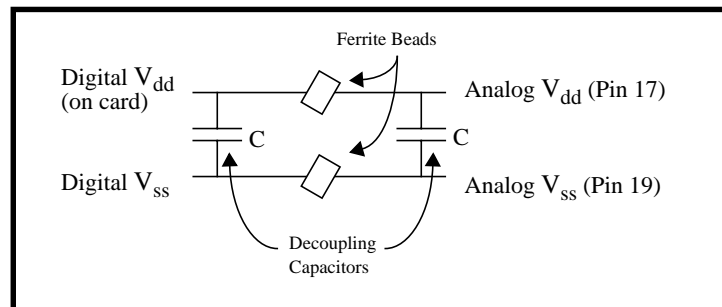 Ferrite Beads
Digital Vdd
(on card)
Analog Vdd (Pin 17)
C
C
Digital Vss
Analog Vss (Pin 19)
Decoupling
Capacitors